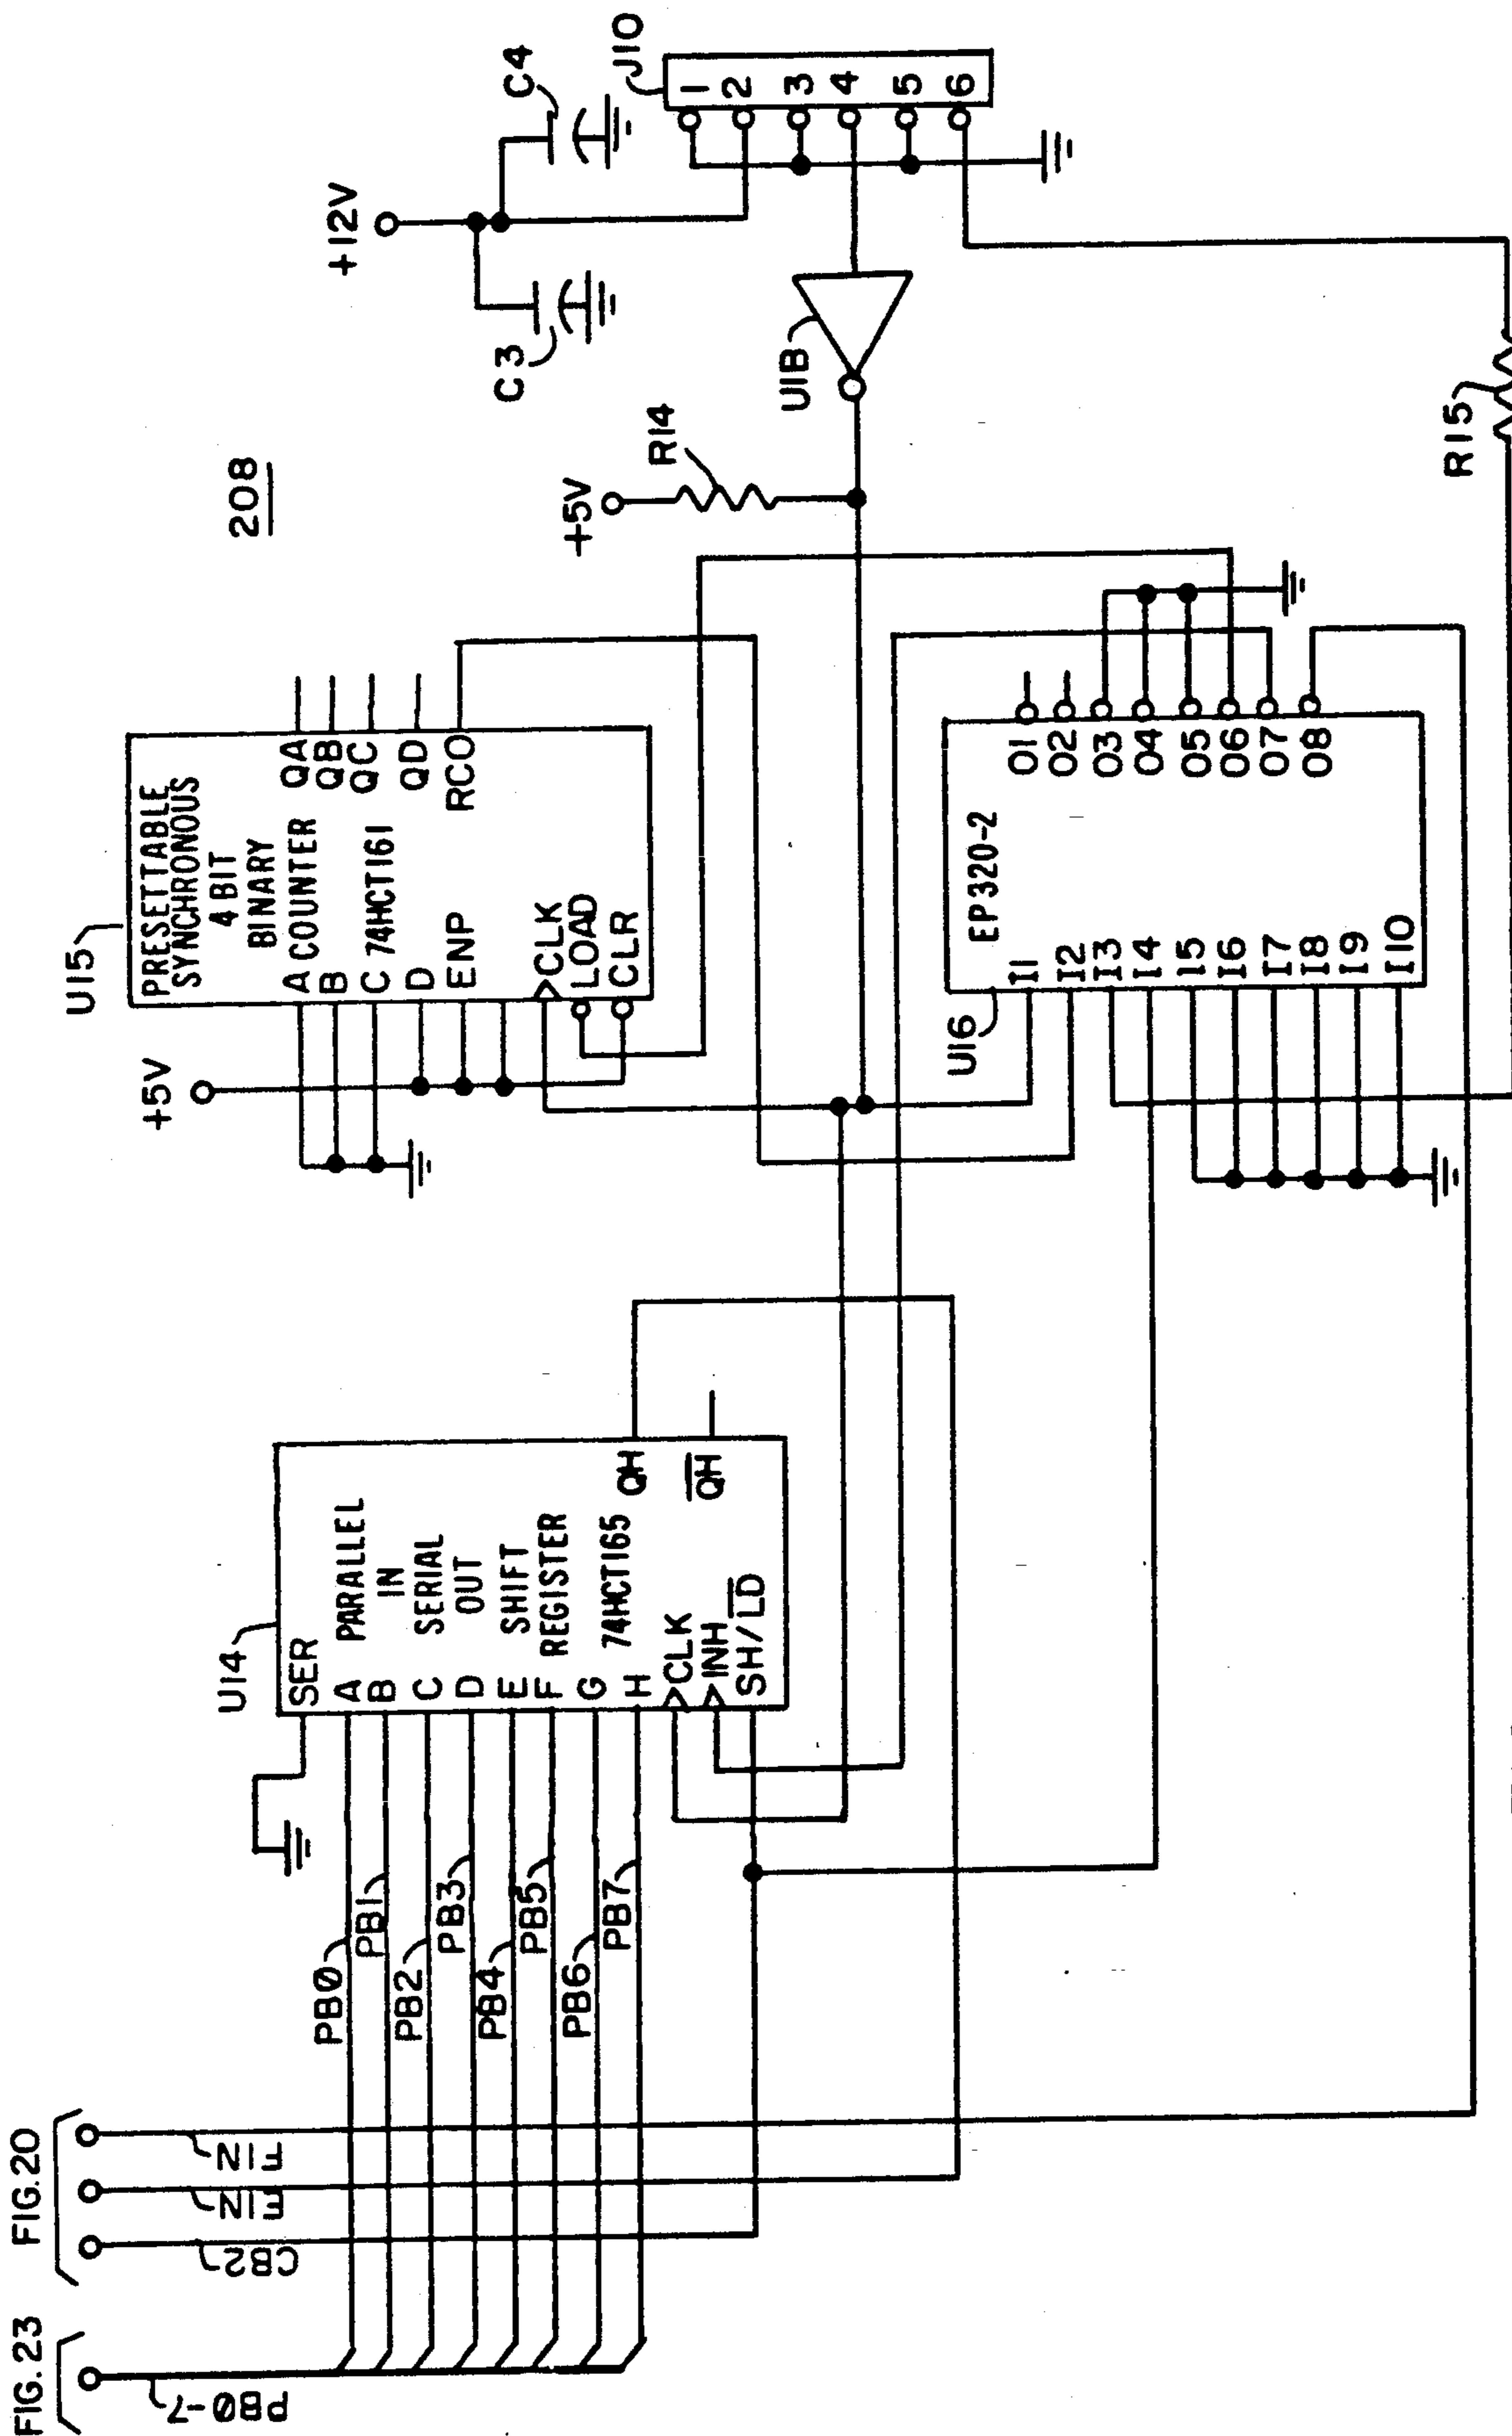 FIG. 23
FIG. 20
PB0-7
CB2
FIN
FIN
PB0
PB1
PB2
PB3
PB4
PB5
PB6
PB7
U14
SER
A
B
C
D
E
F
G
H
PARALLEL
IN
SERIAL
OUT
SHIFT
REGISTER
74HCT165
CLK
INH
SH/LD
QH
QH
+5V
U15
PRESETTABLE
SYNCHRONOUS
4 BIT
BINARY
COUNTER
74HCT161
A
B
C
D
ENP
CLK
LOAD
CLR
QA
QB
QC
QD
RCO
208
U16
EP320-2
I1
I2
I3
I4
I5
I6
I7
I8
I9
I10
O1
O2
O3
O4
O5
O6
O7
O8
+5V
R14
U1B
+12V
C3
C4
J10
1
2
3
4
5
6
R15